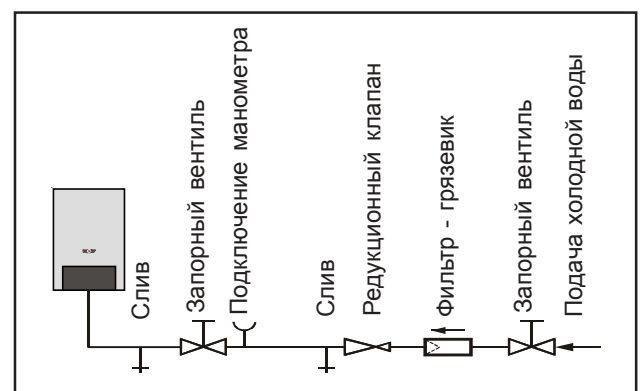 Слив
Запорный вентиль
Подключение манометра
Слив
Редукционный клапан
Фильтр - грязевик
Запорный вентиль
Подача холодной воды